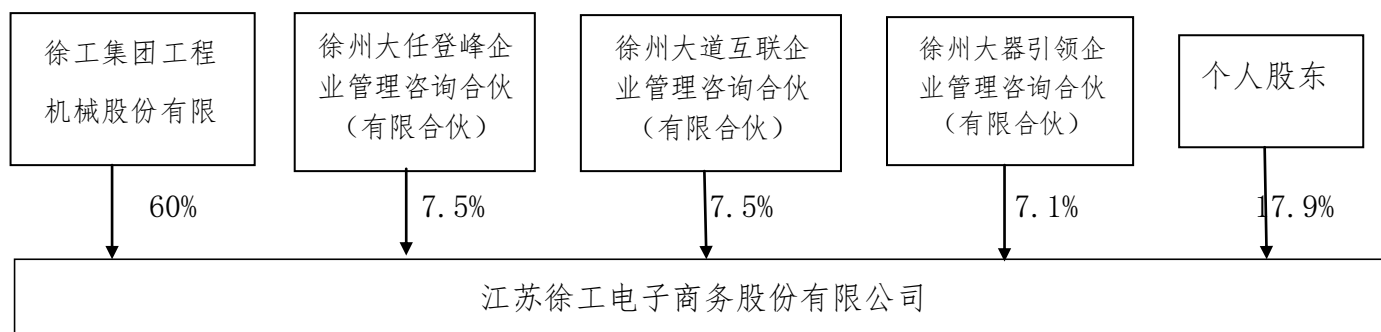 徐工集团工程
机械股份有限
徐州大任登峰企
业管理咨询合伙
（有限合伙）
徐州大道互联企
业管理咨询合伙
（有限合伙）
徐州大器引领企
业管理咨询合伙
（有限合伙）
个人股东
60%
7.5%
7.5%
7.1%
17.9%
江苏徐工电子商务股份有限公司